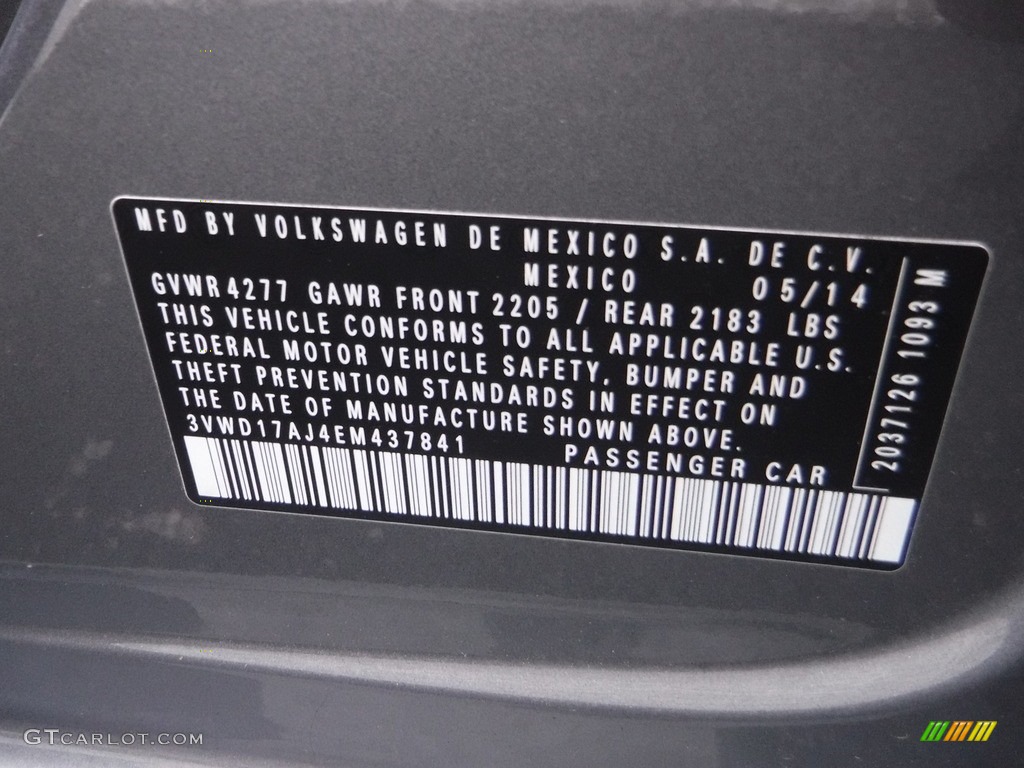 MFD BY VOLKSWAGEN DE MEXICO S.A. DE C.V.
MEXICO 05/14
GVWR 4277 GAWR FRONT 2205 / REAR 2183 LBS
THIS VEHICLE CONFORMS TO ALL APPLICABLE U.S.
FEDERAL MOTOR VEHICLE SAFETY, BUMPER AND
THEFT PREVENTION STANDARDS IN EFFECT ON
THE DATE OF MANUFACTURE SHOWN ABOVE.
3VWD17AJ4EM437841 PASSENGER CAR
2037126 1093 M
GTCARLOT.COM